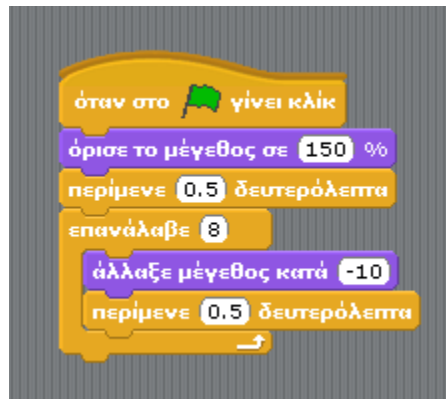 όταν στο γίνει κλίκ
όρισε το μέγεθος σε 150 %
περίμενε 0.5 δευτερόλεπτα
επανάλαβε 8
άλλαξε μέγεθος κατά -10
περίμενε 0.5 δευτερόλεπτα